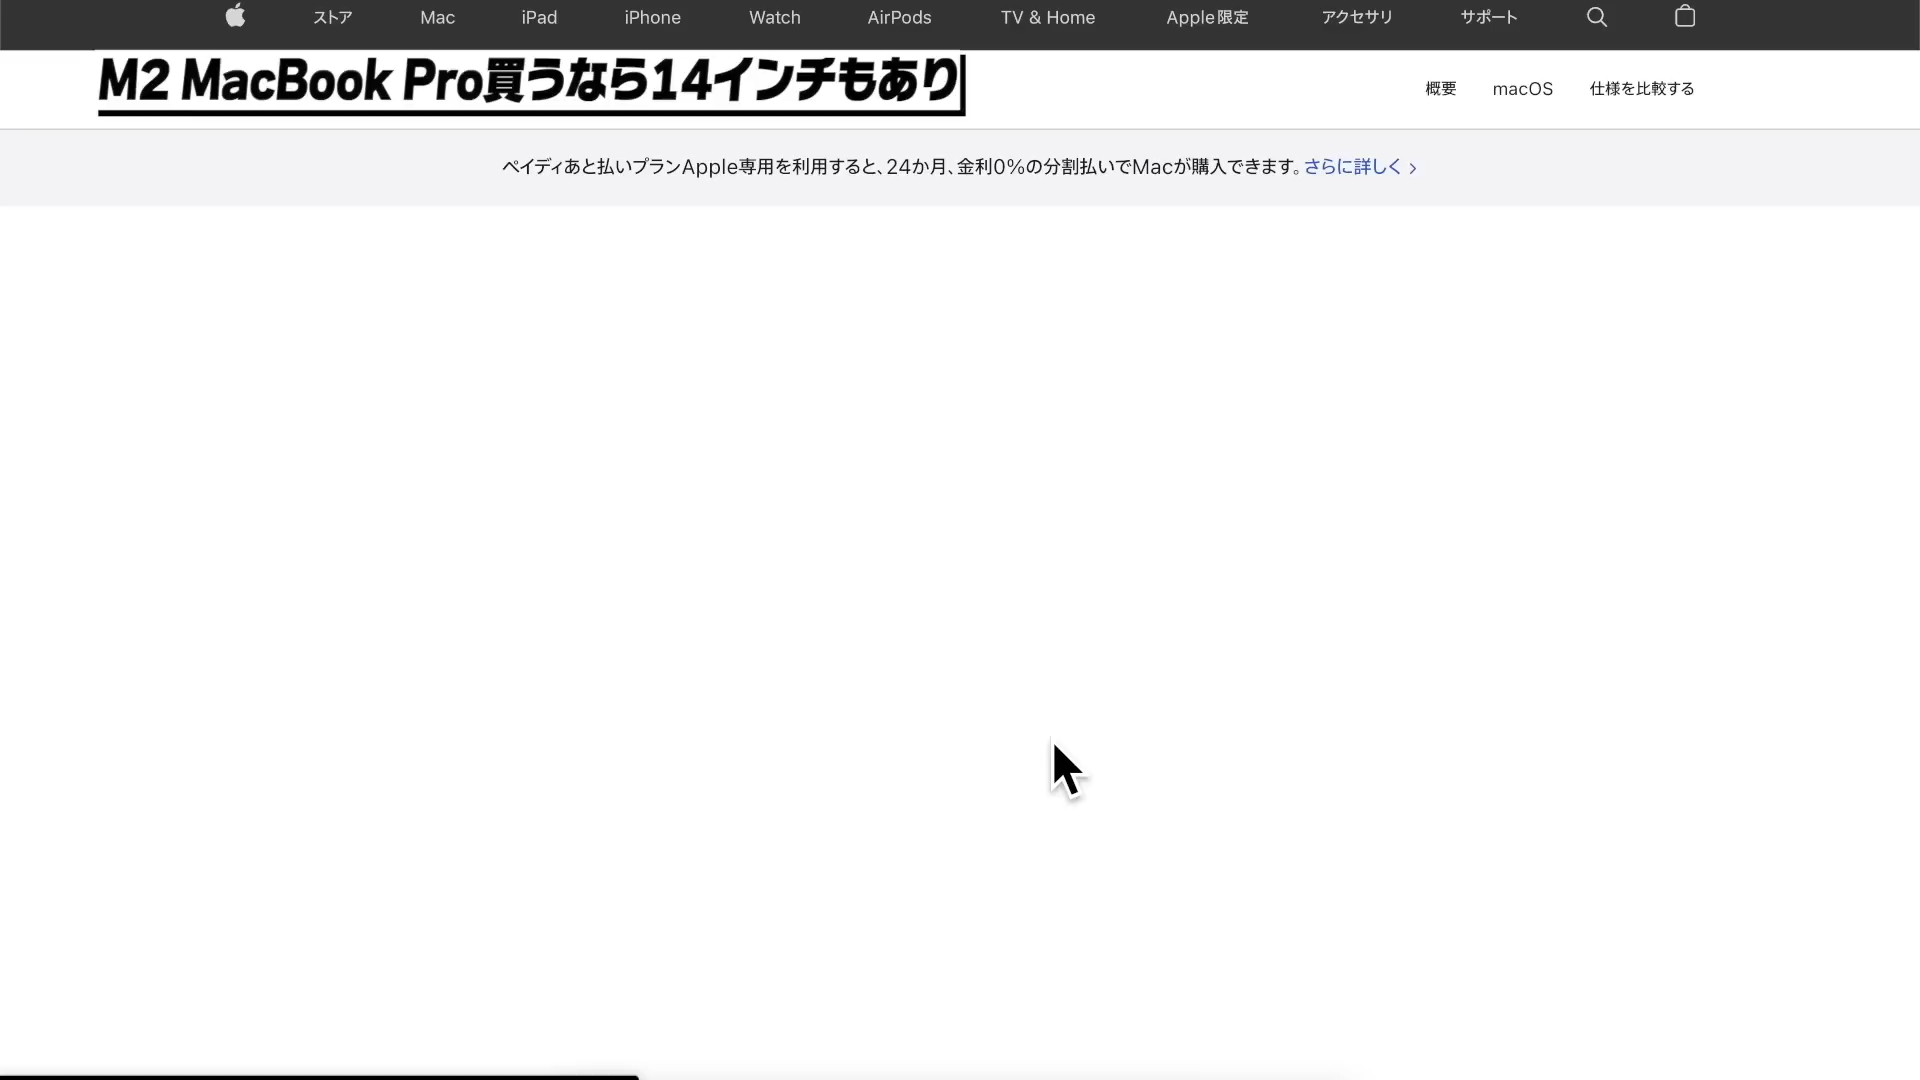 ストア Mac iPad iPhone Watch AirPods TV & Home Apple限定 アクセサリ サポート
M2 MacBook Pro買うなら14インチもあり
概要 macOS 仕様を比較する
ペイディあと払いプランApple専用を利用すると、24か月、金利0%の分割払いでMacが購入できます。さらに詳しく >